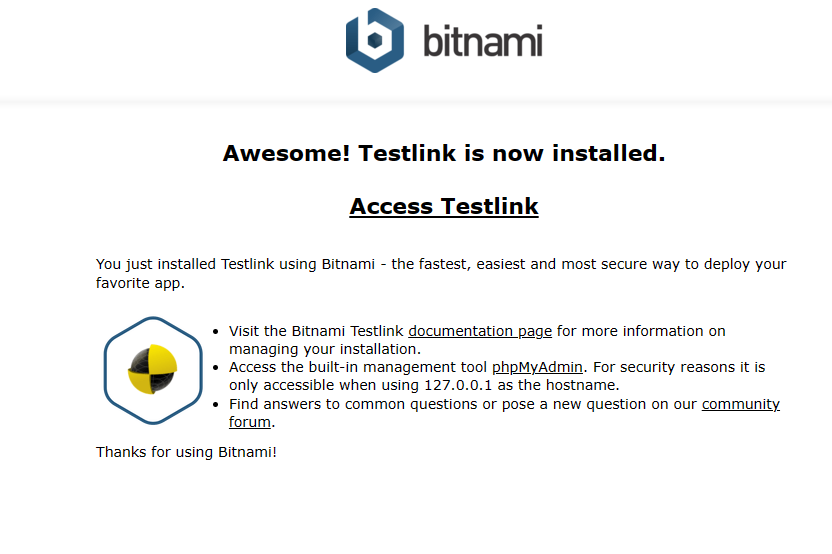 bitnami
Awesome! Testlink is now installed.
Access Testlink
You just installed Testlink using Bitnami - the fastest, easiest and most secure way to deploy your
favorite app.
• Visit the Bitnami Testlink documentation page for more information on
managing your installation.
• Access the built-in management tool phpMyAdmin. For security reasons it is
only accessible when using 127.0.0.1 as the hostname.
• Find answers to common questions or pose a new question on our community
forum.
Thanks for using Bitnami!